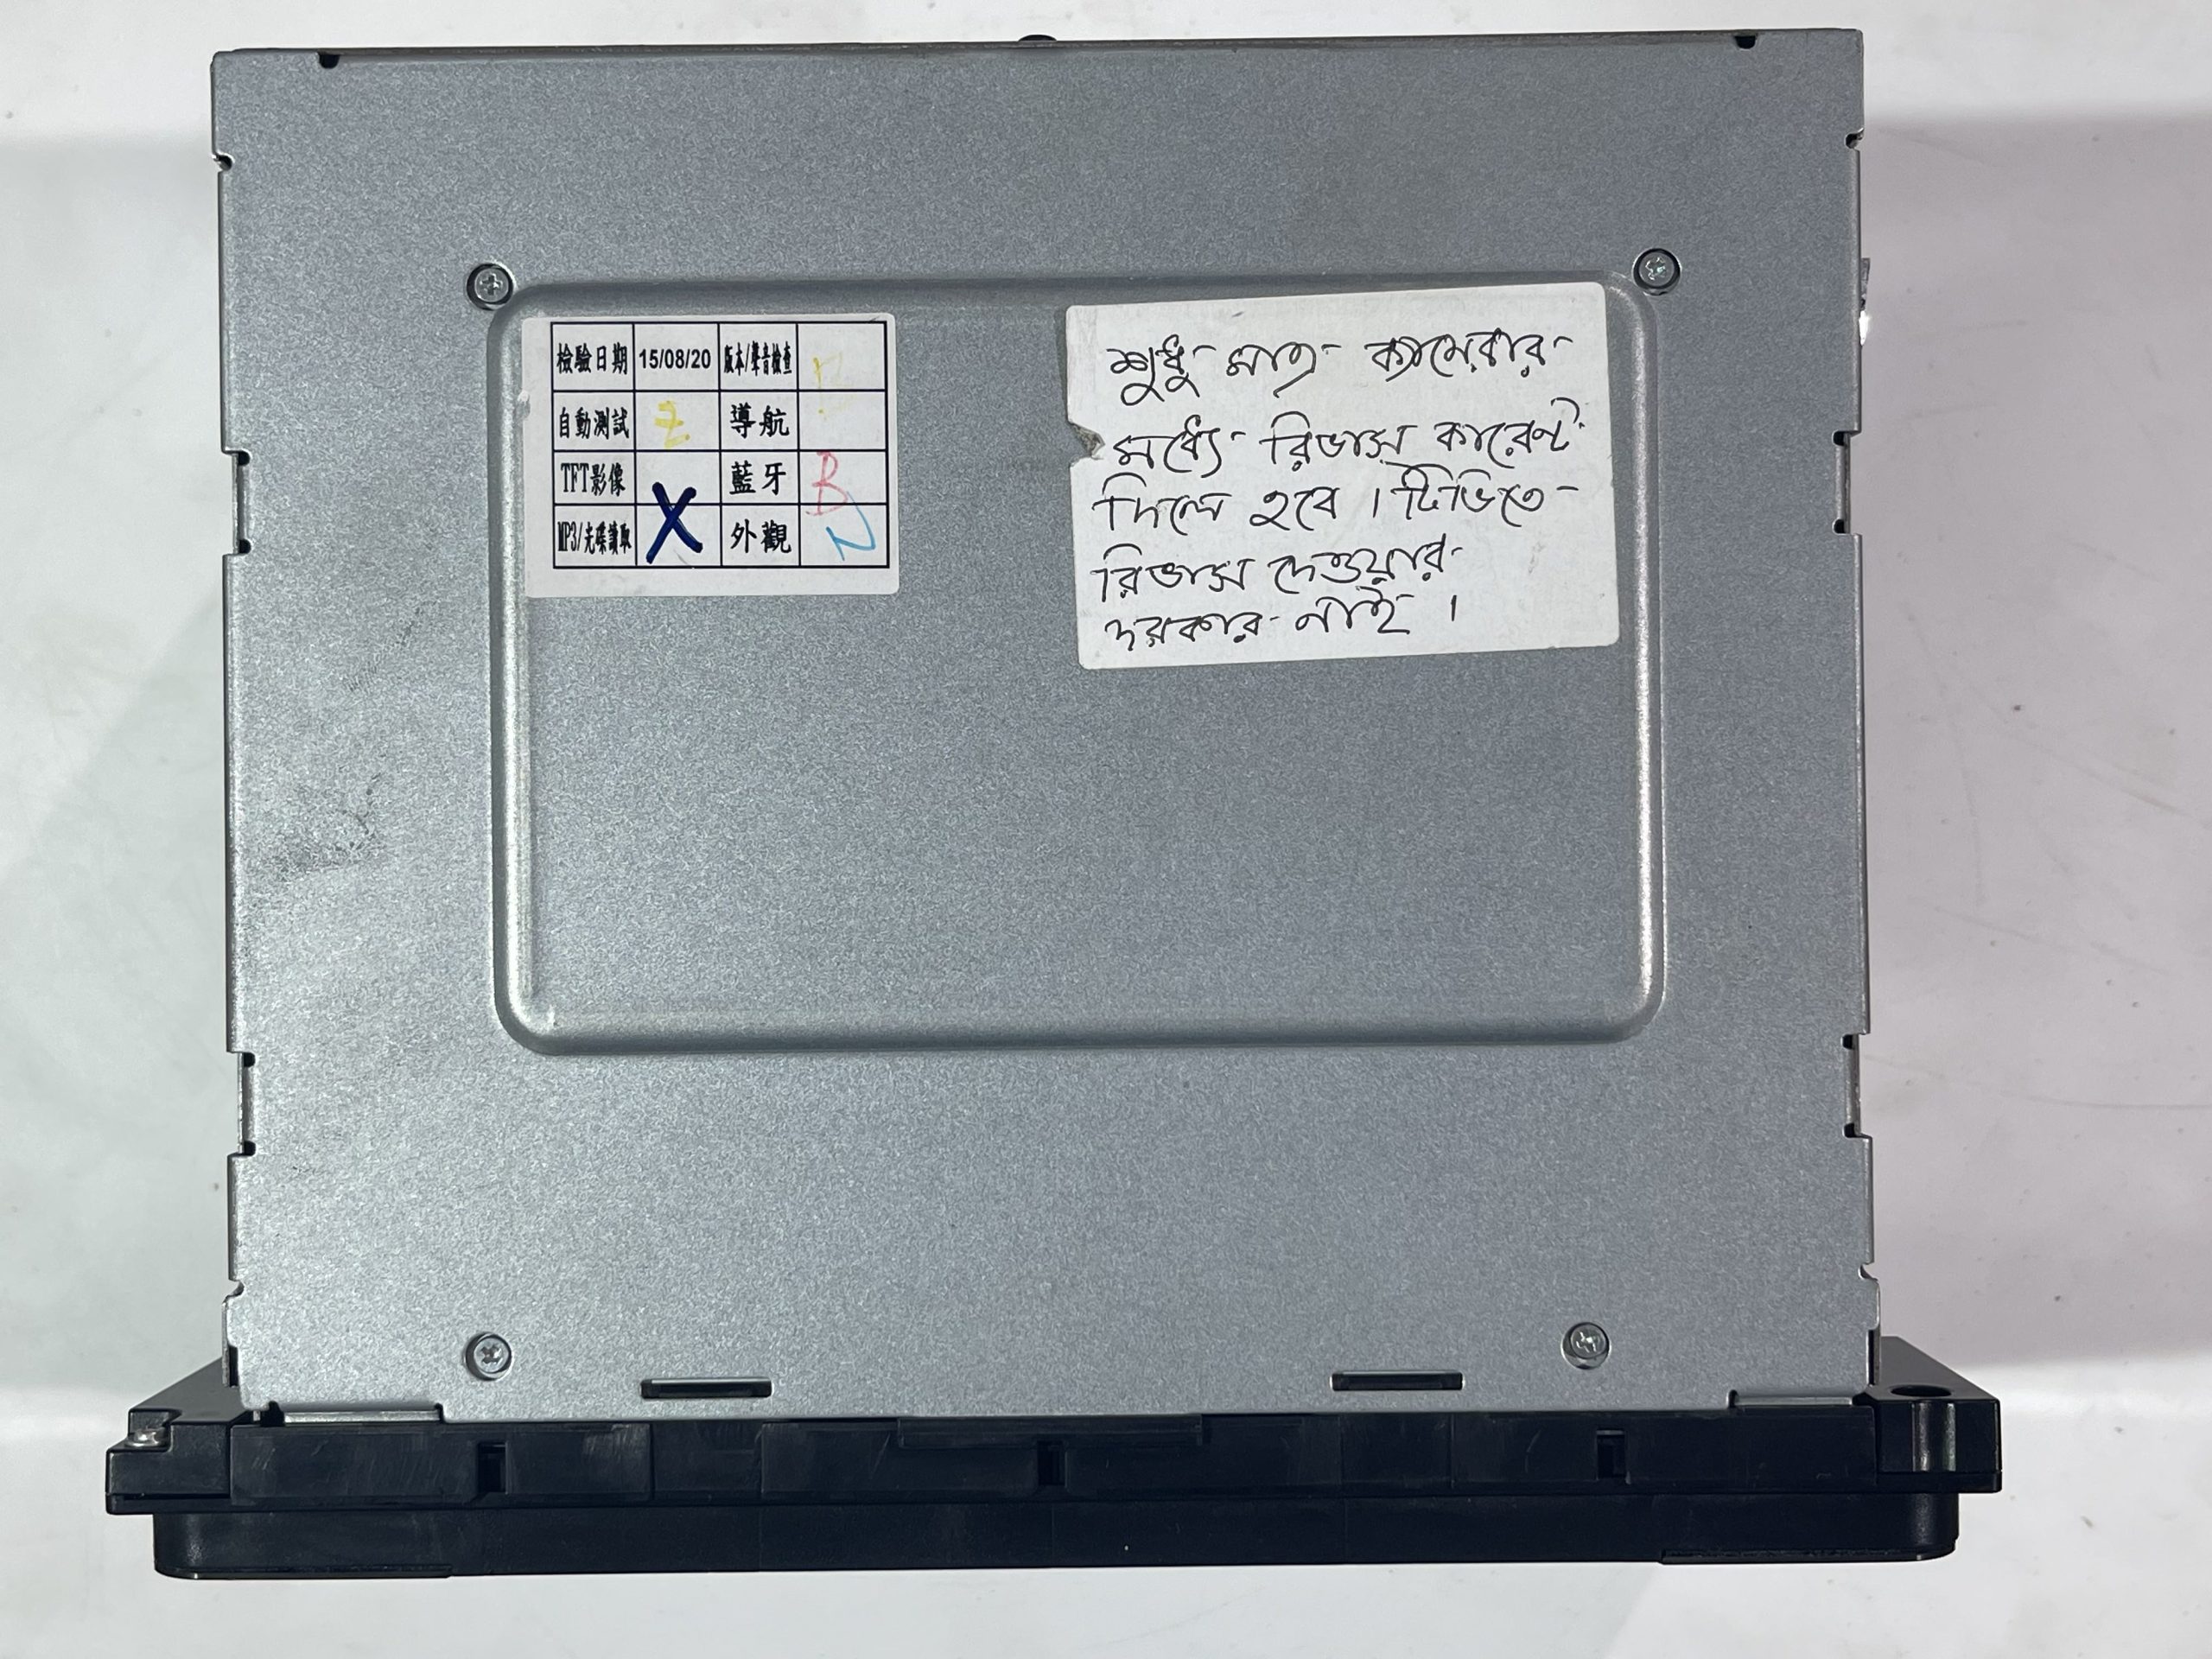 檢驗日期 15/08/20 版本/聲音檢查
自動測試 Z 導航
TFT影像 藍牙 B
MP3/光碟讀取 X 外觀 N
শুধু মাত্র ক্যামেরার
মধ্যে রিভাস কারেন্ট
দিলে হবে । টিভিতে
রিভাস দেওয়ার
দরকার নাই ।